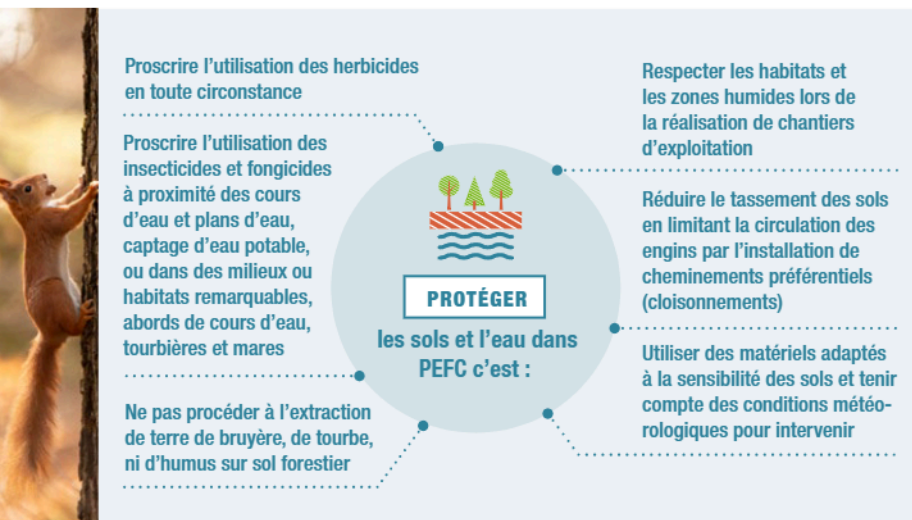 Proscrire l’utilisation des herbicides
en toute circonstance
Proscrire l’utilisation des
insecticides et fongicides
à proximité des cours
d’eau et plans d’eau,
captage d’eau potable,
ou dans des milieux ou
habitats remarquables,
abords de cours d’eau,
tourbières et mares
Ne pas procéder à l’extraction
de terre de bruyère, de tourbe,
ni d’humus sur sol forestier
PROTÉGER
les sols et l’eau dans
PEFC c’est :
Respecter les habitats et
les zones humides lors de
la réalisation de chantiers
d’exploitation
Réduire le tassement des sols
en limitant la circulation des
engins par l’installation de
cheminements préférentiels
(cloisonnements)
Utiliser des matériels adaptés
à la sensibilité des sols et tenir
compte des conditions météo-
rologiques pour intervenir